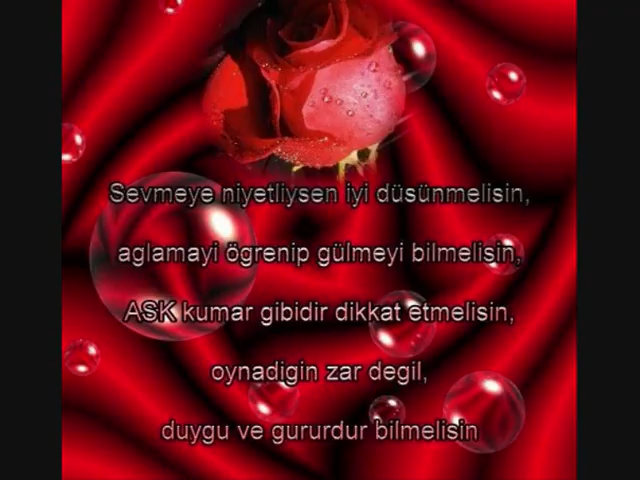 Sevmeye niyetliysen iyi düsünmelisin,
aglamayi ögrenip gülmeyi bilmelisin,
ASK kumar gibidir dikkat etmelisin,
oynadigin zar degil,
duygu ve gururdur bilmelisin